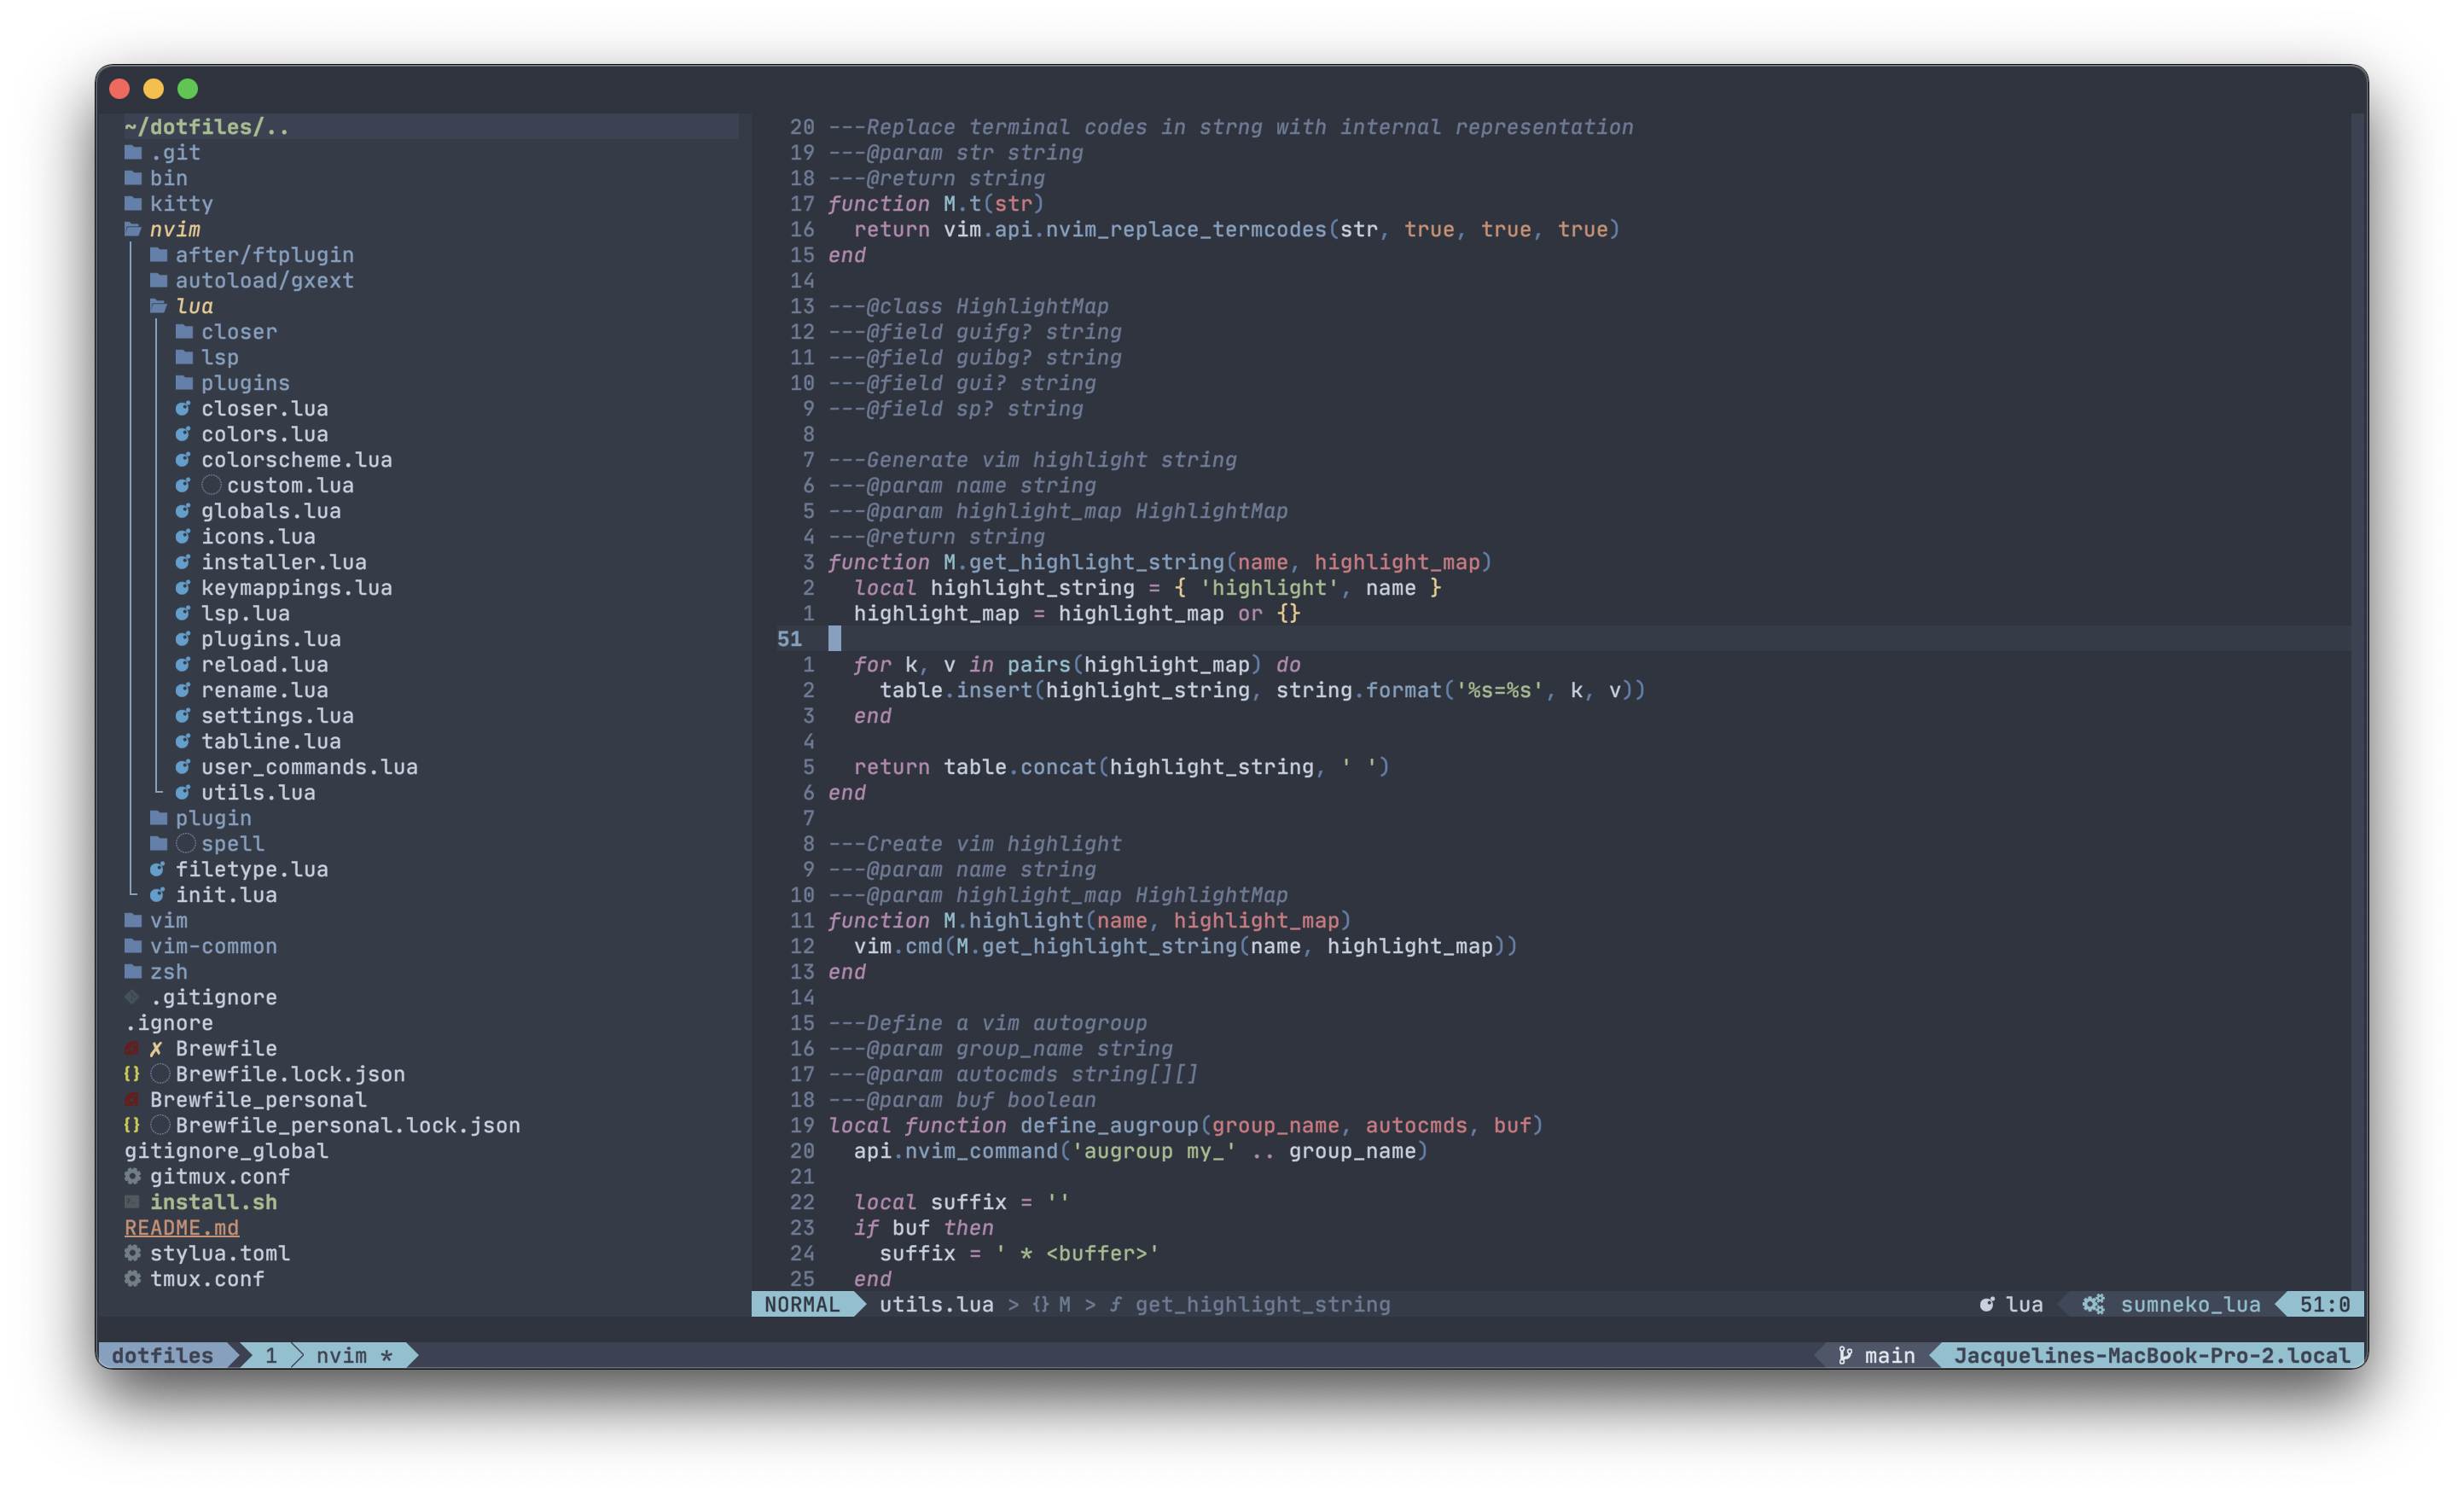 ~/dotfiles/..
.git
bin
kitty
nvim
after/ftplugin
autoload/gxext
lua
closer
lsp
plugins
closer.lua
colors.lua
colorscheme.lua
custom.lua
globals.lua
icons.lua
installer.lua
keymappings.lua
lsp.lua
plugins.lua
reload.lua
rename.lua
settings.lua
tabline.lua
user_commands.lua
utils.lua
plugin
spell
filetype.lua
init.lua
vim
vim-common
zsh
.gitignore
.ignore
✗ Brewfile
{} Brewfile.lock.json
Brewfile_personal
{} Brewfile_personal.lock.json
gitignore_global
gitmux.conf
install.sh
README.md
stylua.toml
tmux.conf
20 ---Replace terminal codes in strng with internal representation
19 ---@param str string
18 ---@return string
17 function M.t(str)
16   return vim.api.nvim_replace_termcodes(str, true, true, true)
15 end
14
13 ---@class HighlightMap
12 ---@field guifg? string
11 ---@field guibg? string
10 ---@field gui? string
9 ---@field sp? string
8
7 ---Generate vim highlight string
6 ---@param name string
5 ---@param highlight_map HighlightMap
4 ---@return string
3 function M.get_highlight_string(name, highlight_map)
2   local highlight_string = { 'highlight', name }
1   highlight_map = highlight_map or {}
51
1   for k, v in pairs(highlight_map) do
2     table.insert(highlight_string, string.format('%s=%s', k, v))
3   end
4
5   return table.concat(highlight_string, ' ')
6 end
7
8 ---Create vim highlight
9 ---@param name string
10 ---@param highlight_map HighlightMap
11 function M.highlight(name, highlight_map)
12   vim.cmd(M.get_highlight_string(name, highlight_map))
13 end
14
15 ---Define a vim autogroup
16 ---@param group_name string
17 ---@param autocmds string[][]
18 ---@param buf boolean
19 local function define_augroup(group_name, autocmds, buf)
20   api.nvim_command('augroup my_' .. group_name)
21
22   local suffix = ''
23   if buf then
24     suffix = ' * <buffer>'
25   end
NORMAL utils.lua > {} M > ƒ get_highlight_string lua sumneko_lua 51:0
dotfiles 1 nvim * main Jacquelines-MacBook-Pro-2.local